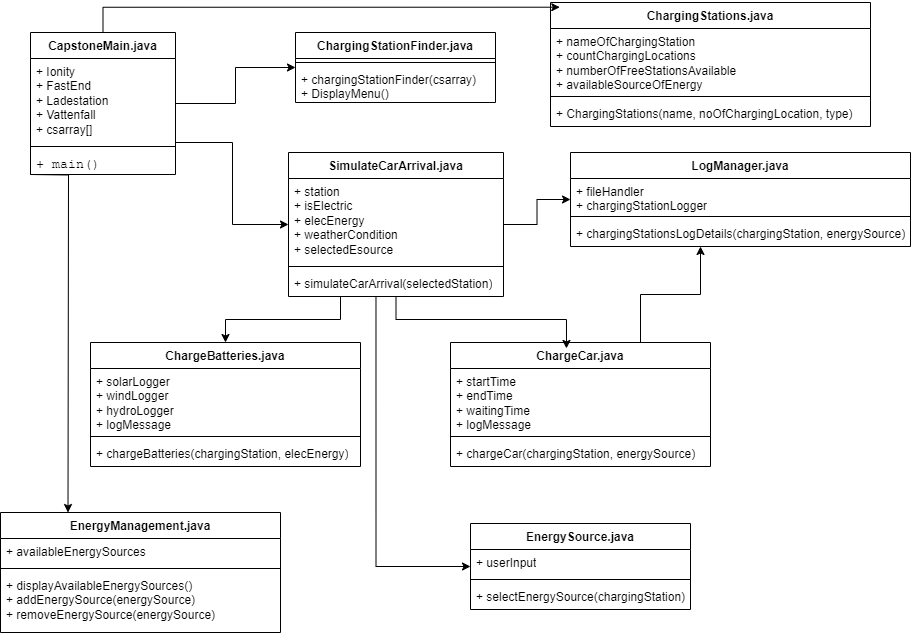 ChargingStations.java
+ nameOfChargingStation
+ countChargingLocations
+ numberOfFreeStationsAvailable
+ availableSourceOfEnergy
+ ChargingStations(name, noOfChargingLocation, type)
CapstoneMain.java
+ Ionity
+ FastEnd
+ Ladestation
+ Vattenfall
+ csarray[]
+ main()
ChargingStationFinder.java
+ chargingStationFinder(csarray)
+ DisplayMenu()
SimulateCarArrival.java
+ station
+ isElectric
+ elecEnergy
+ weatherCondition
+ selectedEsource
+ simulateCarArrival(selectedStation)
LogManager.java
+ fileHandler
+ chargingStationLogger
+ chargingStationsLogDetails(chargingStation, energySource)
ChargeBatteries.java
+ solarLogger
+ windLogger
+ hydroLogger
+ logMessage
+ chargeBatteries(chargingStation, elecEnergy)
ChargeCar.java
+ startTime
+ endTime
+ waitingTime
+ logMessage
+ chargeCar(chargingStation, energySource)
EnergyManagement.java
+ availableEnergySources
+ displayAvailableEnergySources()
+ addEnergySource(energySource)
+ removeEnergySource(energySource)
EnergySource.java
+ userInput
+ selectEnergySource(chargingStation)